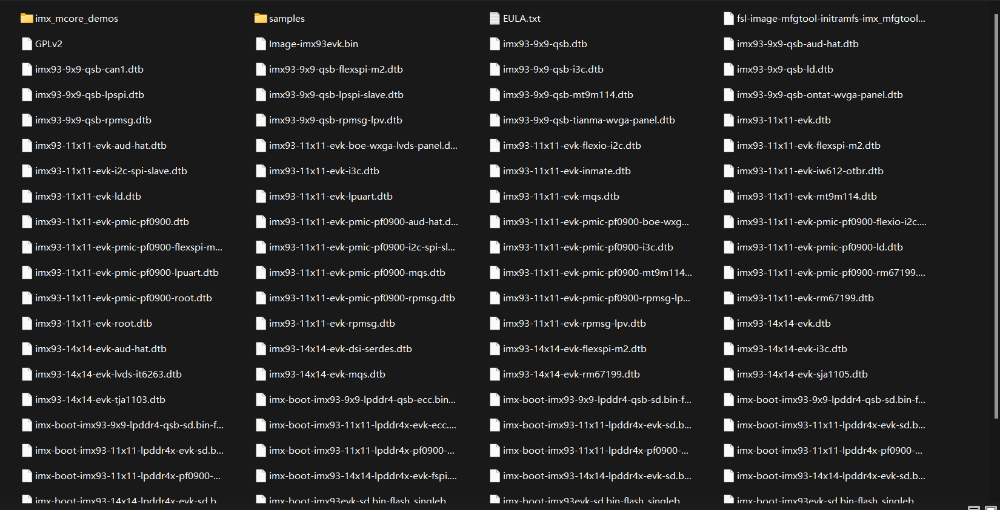 imx_mcore_demos
samples
EULA.txt
fsl-image-mfgtool-initramfs-imx_mfgtool...
GPLv2
Image-imx93evk.bin
imx93-9x9-qsb.dtb
imx93-9x9-qsb-aud-hat.dtb
imx93-9x9-qsb-can1.dtb
imx93-9x9-qsb-flexspi-m2.dtb
imx93-9x9-qsb-i3c.dtb
imx93-9x9-qsb-ld.dtb
imx93-9x9-qsb-lpspi.dtb
imx93-9x9-qsb-lpspi-slave.dtb
imx93-9x9-qsb-mt9m114.dtb
imx93-9x9-qsb-ontat-wvga-panel.dtb
imx93-9x9-qsb-rpmsg.dtb
imx93-9x9-qsb-rpmsg-lpv.dtb
imx93-9x9-qsb-tianma-wvga-panel.dtb
imx93-11x11-evk.dtb
imx93-11x11-evk-aud-hat.dtb
imx93-11x11-evk-boe-wxga-lvds-panel.d...
imx93-11x11-evk-flexio-i2c.dtb
imx93-11x11-evk-flexspi-m2.dtb
imx93-11x11-evk-i2c-spi-slave.dtb
imx93-11x11-evk-i3c.dtb
imx93-11x11-evk-inmate.dtb
imx93-11x11-evk-iw612-otbr.dtb
imx93-11x11-evk-ld.dtb
imx93-11x11-evk-lpuart.dtb
imx93-11x11-evk-mqs.dtb
imx93-11x11-evk-mt9m114.dtb
imx93-11x11-evk-pmic-pf0900.dtb
imx93-11x11-evk-pmic-pf0900-aud-hat.d...
imx93-11x11-evk-pmic-pf0900-boe-wxg...
imx93-11x11-evk-pmic-pf0900-flexio-i2c....
imx93-11x11-evk-pmic-pf0900-flexspi-m...
imx93-11x11-evk-pmic-pf0900-i2c-spi-sl...
imx93-11x11-evk-pmic-pf0900-i3c.dtb
imx93-11x11-evk-pmic-pf0900-ld.dtb
imx93-11x11-evk-pmic-pf0900-lpuart.dtb
imx93-11x11-evk-pmic-pf0900-mqs.dtb
imx93-11x11-evk-pmic-pf0900-mt9m114...
imx93-11x11-evk-pmic-pf0900-rm67199....
imx93-11x11-evk-pmic-pf0900-root.dtb
imx93-11x11-evk-pmic-pf0900-rpmsg.dtb
imx93-11x11-evk-pmic-pf0900-rpmsg-lp...
imx93-11x11-evk-rm67199.dtb
imx93-11x11-evk-root.dtb
imx93-11x11-evk-rpmsg.dtb
imx93-11x11-evk-rpmsg-lpv.dtb
imx93-14x14-evk.dtb
imx93-14x14-evk-aud-hat.dtb
imx93-14x14-evk-dsi-serdes.dtb
imx93-14x14-evk-flexspi-m2.dtb
imx93-14x14-evk-i3c.dtb
imx93-14x14-evk-lvds-it6263.dtb
imx93-14x14-evk-mqs.dtb
imx93-14x14-evk-rm67199.dtb
imx93-14x14-evk-sja1105.dtb
imx93-14x14-evk-tja1103.dtb
imx-boot-imx93-9x9-lpddr4-qsb-ecc.bin...
imx-boot-imx93-9x9-lpddr4-qsb-sd.bin-f...
imx-boot-imx93-9x9-lpddr4-qsb-sd.bin-f...
imx-boot-imx93-9x9-lpddr4-qsb-sd.bin-f...
imx-boot-imx93-11x11-lpddr4x-evk-ecc....
imx-boot-imx93-11x11-lpddr4x-evk-sd.b...
imx-boot-imx93-11x11-lpddr4x-evk-sd.b...
imx-boot-imx93-11x11-lpddr4x-evk-sd.b...
imx-boot-imx93-11x11-lpddr4x-pf0900-...
imx-boot-imx93-11x11-lpddr4x-pf0900-...
imx-boot-imx93-11x11-lpddr4x-pf0900-...
imx-boot-imx93-11x11-lpddr4x-pf0900-...
imx-boot-imx93-14x14-lpddr4x-evk-fspi....
imx-boot-imx93-14x14-lpddr4x-evk-sd.b...
imx-boot-imx93-14x14-lpddr4x-evk-sd.b...
imx-boot-imx93-14x14-lpddr4x-evk-sd.b
imx-boot-imx93evk-sd.bin-flash_singleb
imx-boot-imx93evk-sd.bin-flash_singleb
imx-boot-imx93evk-sd.bin-flash_singleb